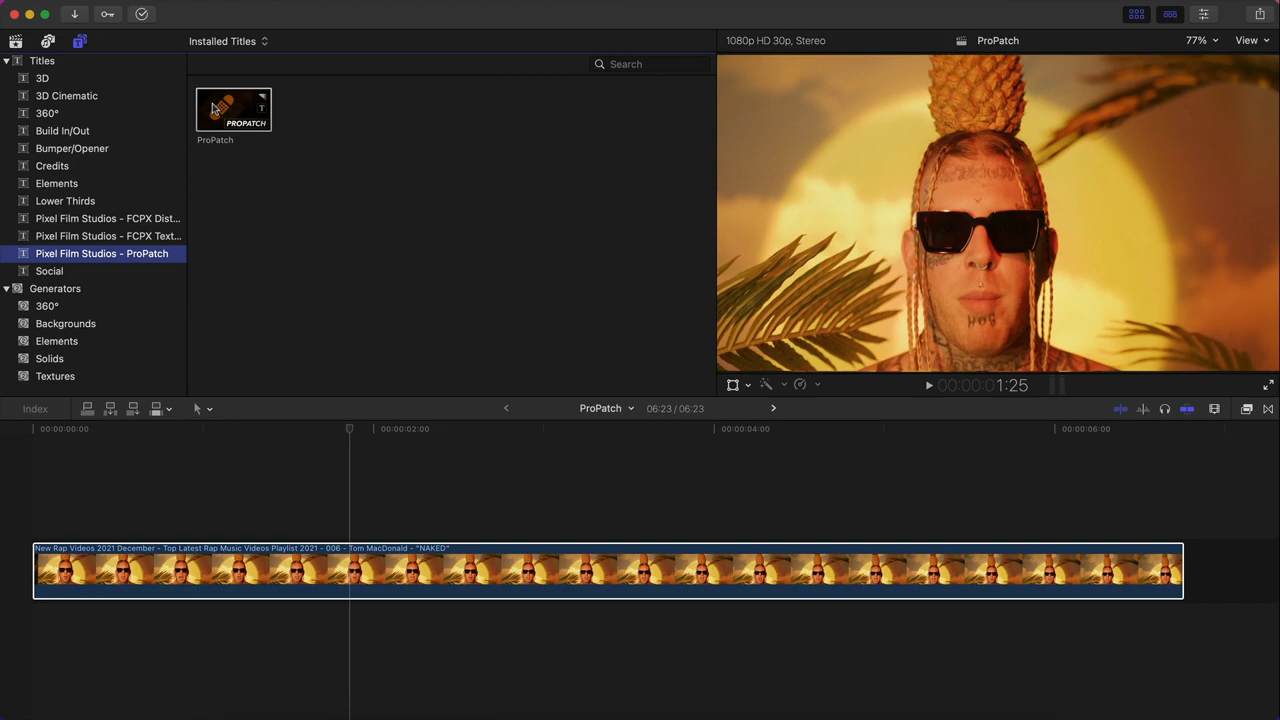 Installed Titles
1080p HD 30p, Stereo
ProPatch
77%
View
Titles
Search
3D
3D Cinematic
360°
Build In/Out
Bumper/Opener
Credits
Elements
Lower Thirds
Pixel Film Studios - FCPX Dist...
Pixel Film Studios - FCPX Text...
Pixel Film Studios - ProPatch
Social
Generators
360°
Backgrounds
Elements
Solids
Textures
T
PROPATCH
ProPatch
HOG
00:00:00:01:25
Index
ProPatch
06:23 / 06:23
00:00:00:00
00:00:02:00
00:00:04:00
00:00:06:00
New Rap Videos 2021 December - Top Latest Rap Music Videos Playlist 2021 - 006 - Tom MacDonald - "NAKED"